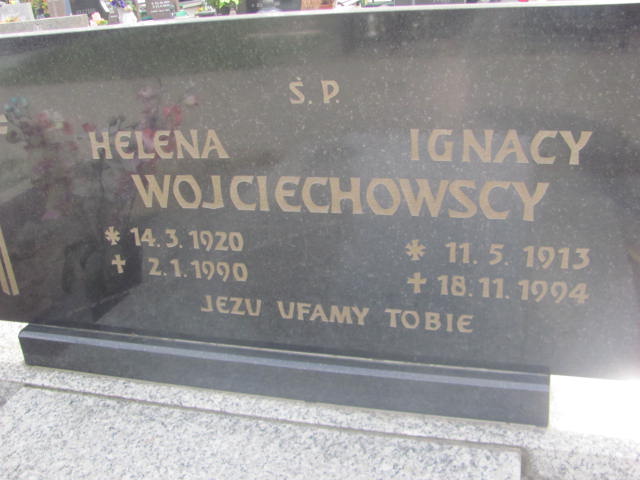 Ś.P.
HELENA IGNACY
WOJCIECHOWSCY
* 14.3.1920 * 11.5.1913
✝ 2.1.1990 ✝ 18.11.1994
JEZU UFAMY TOBIE